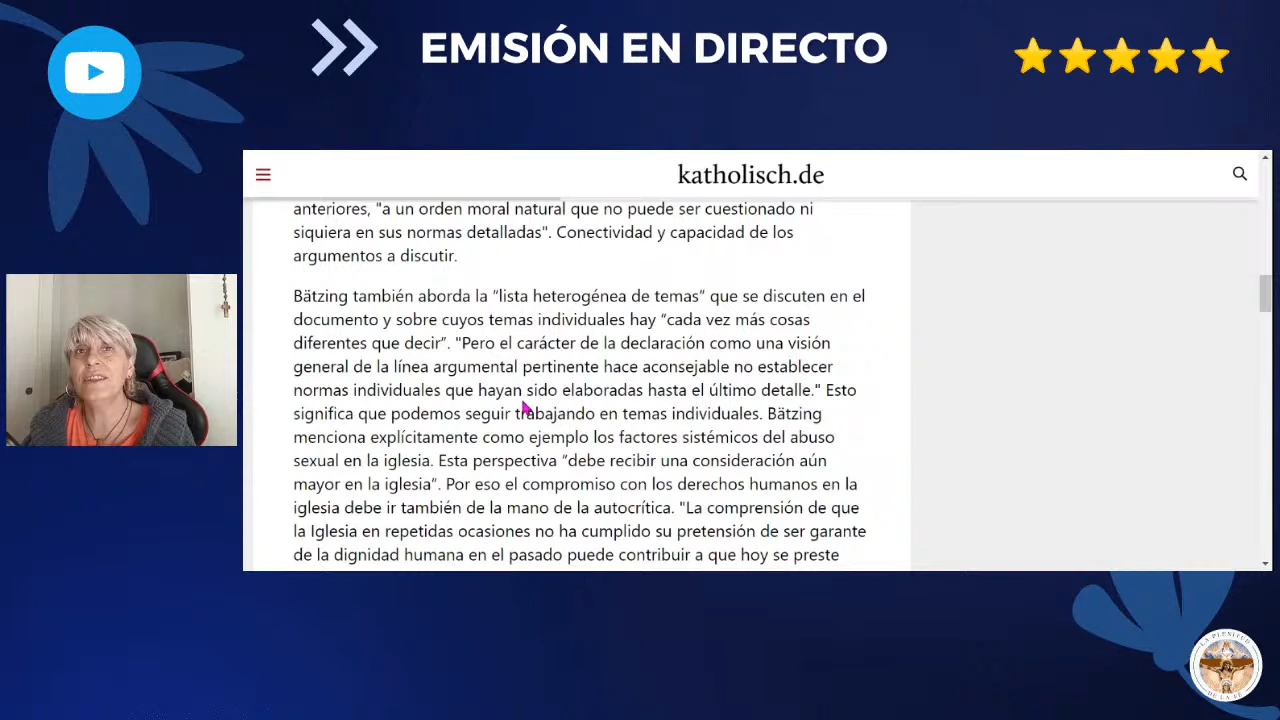 EMISIÓN EN DIRECTO
katholisch.de
anteriores, "a un orden moral natural que no puede ser cuestionado ni
siquiera en sus normas detalladas". Conectividad y capacidad de los
argumentos a discutir.
Bätzing también aborda la “lista heterogénea de temas” que se discuten en el
documento y sobre cuyos temas individuales hay “cada vez más cosas
diferentes que decir”. "Pero el carácter de la declaración como una visión
general de la línea argumental pertinente hace aconsejable no establecer
normas individuales que hayan sido elaboradas hasta el último detalle." Esto
significa que podemos seguir trabajando en temas individuales. Bätzing
menciona explícitamente como ejemplo los factores sistémicos del abuso
sexual en la iglesia. Esta perspectiva “debe recibir una consideración aún
mayor en la iglesia”. Por eso el compromiso con los derechos humanos en la
iglesia debe ir también de la mano de la autocrítica. "La comprensión de que
la Iglesia en repetidas ocasiones no ha cumplido su pretensión de ser garante
de la dignidad humana en el pasado puede contribuir a que hoy se preste
LA PLENITUD
DE LA FE